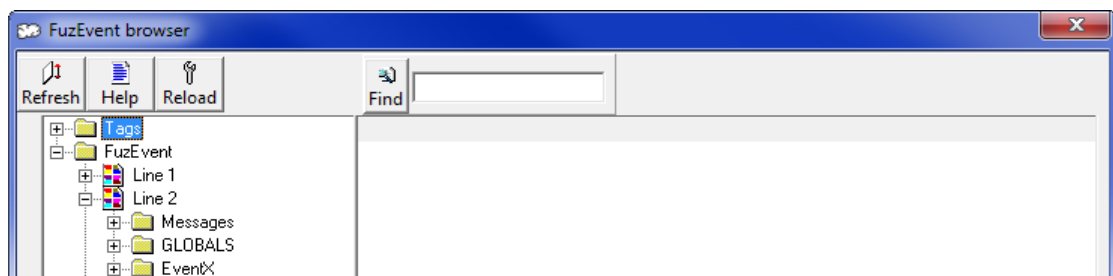 FuzEvent browser
Refresh Help Reload Find
Tags
FuzEvent
Line 1
Line 2
Messages
GLOBALS
EventX